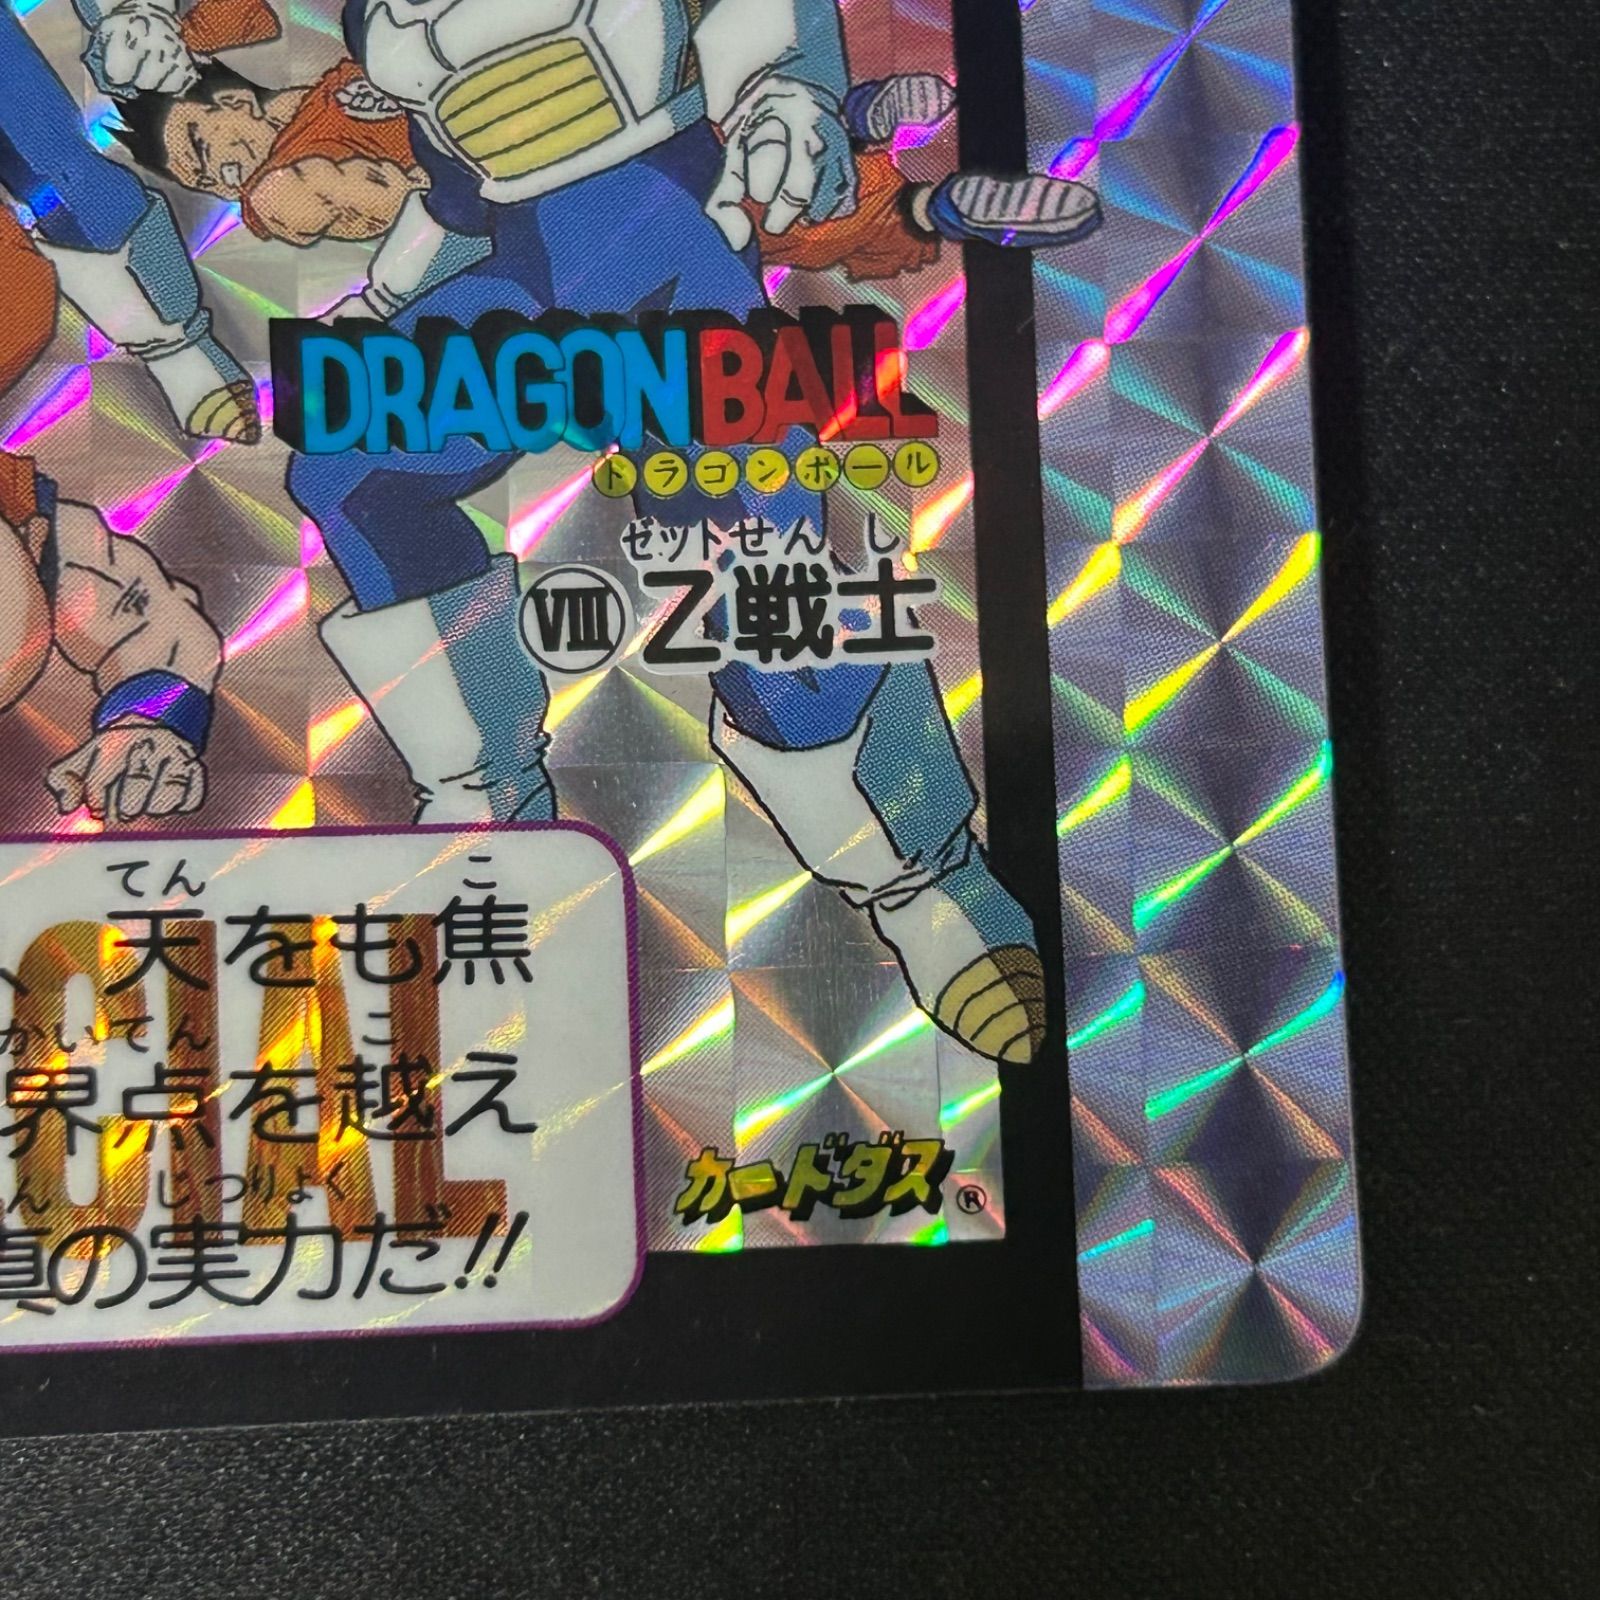 DRAGON BALL
ドラゴンボール
ゼットせんし
VIII Z戦士
てん こ
、天をも焦
CIAL
かいてん こ
界点を越え
ん じつりょく
の実力だ!!
カードダス®